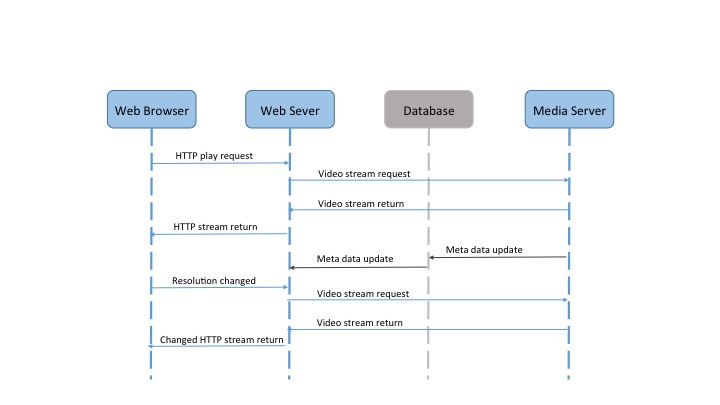 Web Browser
Web Sever
Database
Media Server
HTTP play request
Video stream request
Video stream return
HTTP stream return
Meta data update
Meta data update
Resolution changed
Video stream request
Video stream return
Changed HTTP stream return